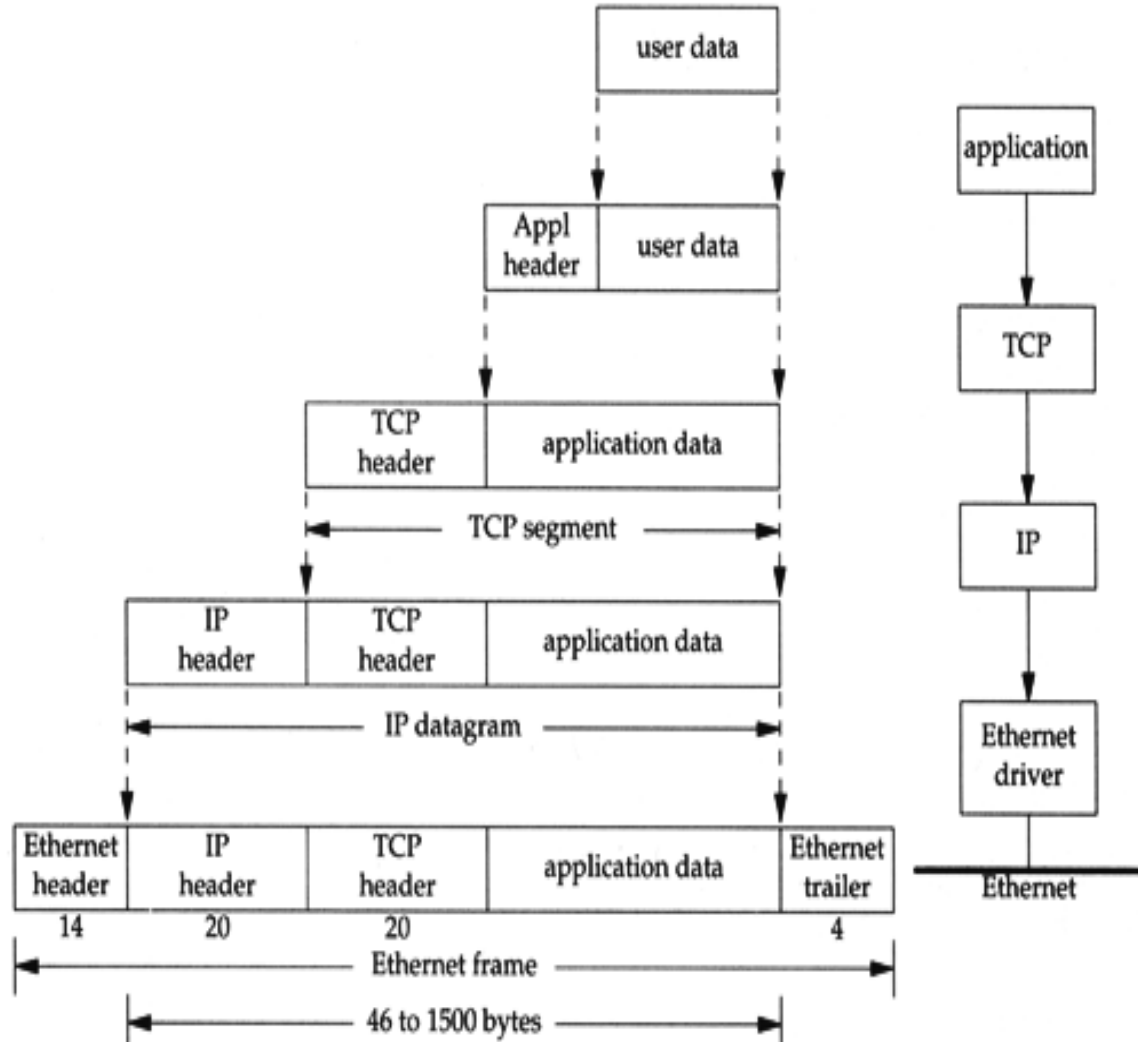 user data
application
Appl
header
user data
TCP
TCP
header
application data
TCP segment
IP
IP
header
TCP
header
application data
IP datagram
Ethernet
driver
Ethernet
header
IP
header
TCP
header
application data
Ethernet
trailer
Ethernet
14
20
20
4
Ethernet frame
46 to 1500 bytes